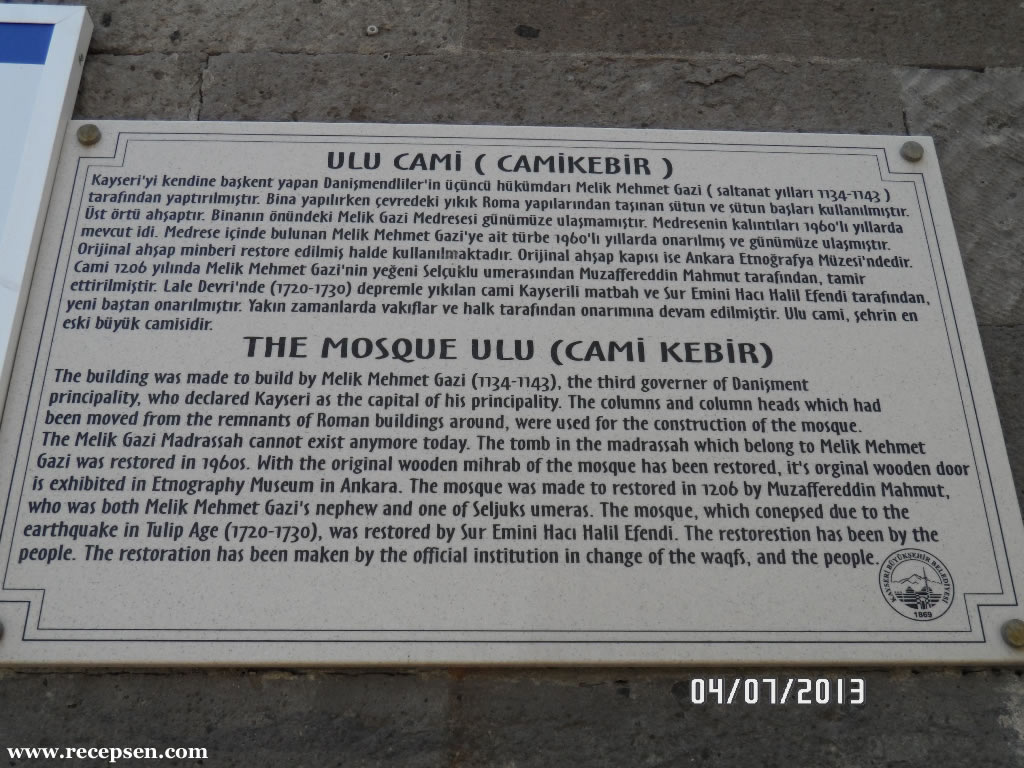 ULU CAMİ ( CAMİKEBİR )
Kayseri'yi kendine başkent yapan Danişmendliler'in üçüncü hükümdarı Melik Mehmet Gazi ( saltanat yılları 1134-1143 )
tarafından yaptırılmıştır. Bina yapılırken çevredeki yıkık Roma yapılarından taşınan sütun ve sütun başları kullanılmıştır.
Üst örtü ahşaptır. Binanın önündeki Melik Gazi Medresesi günümüze ulaşmamıştır. Medresenin kalıntıları 1960'lı yıllarda
mevcut idi. Medrese içinde bulunan Melik Mehmet Gazi'ye ait türbe 1960'lı yıllarda onarılmış ve günümüze ulaşmıştır.
Orijinal ahşap minberi restore edilmiş halde kullanılmaktadır. Orijinal ahşap kapısı ise Ankara Etnoğrafya Müzesi'ndedir.
Cami 1206 yılında Melik Mehmet Gazi'nin yeğeni Selçuklu umerasından Muzaffereddin Mahmut tarafından, tamir
ettirilmiştir. Lale Devri'nde (1720-1730) depremle yıkılan cami Kayserili matbah ve Sur Emini Hacı Halil Efendi tarafından,
yeni baştan onarılmıştır. Yakın zamanlarda vakıflar ve halk tarafından onarımına devam edilmiştir. Ulu cami, şehrin en
eski büyük camisidir.
THE MOSQUE ULU (CAMİ KEBİR)
The building was made to build by Melik Mehmet Gazi (1134-1143), the third governer of Danişment
principality, who declared Kayseri as the capital of his principality. The columns and column heads which had
been moved from the remnants of Roman buildings around, were used for the construction of the mosque.
The Melik Gazi Madrassah cannot exist anymore today. The tomb in the madrassah which belong to Melik Mehmet
Gazi was restored in 1960s. With the original wooden mihrab of the mosque has been restored, it's orginal wooden door
is exhibited in Etnography Museum in Ankara. The mosque was made to restored in 1206 by Muzaffereddin Mahmut,
who was both Melik Mehmet Gazi's nephew and one of Seljuks umeras. The mosque, which conepsed due to the
earthquake in Tulip Age (1720-1730), was restored by Sur Emini Hacı Halil Efendi. The restorestion has been by the
people. The restoration has been maken by the official institution in change of the waqfs, and the people.
KAYSERİ BÜYÜKŞEHİR BELEDİYESİ
1869
04/07/2013
www.recepsen.com